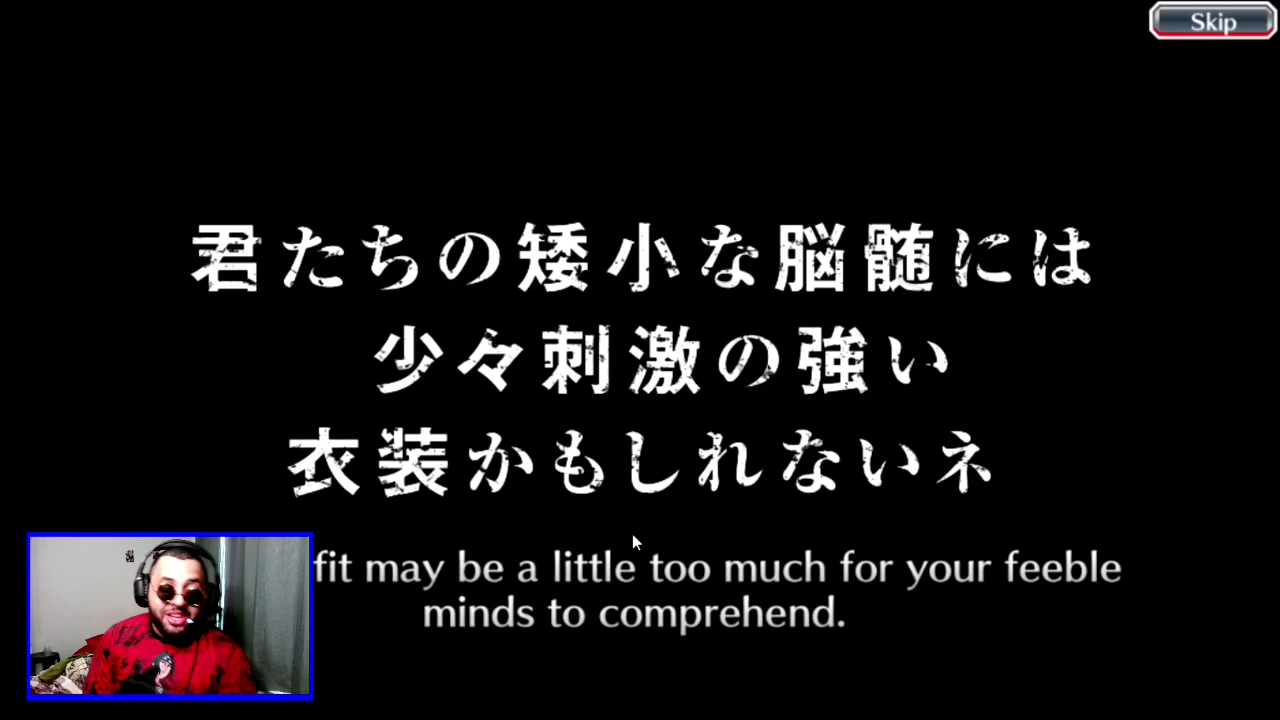 Skip
君たちの矮小な脳髄には
少々刺激の強い
衣装かもしれないネ
fit may be a little too much for your feeble
minds to comprehend.